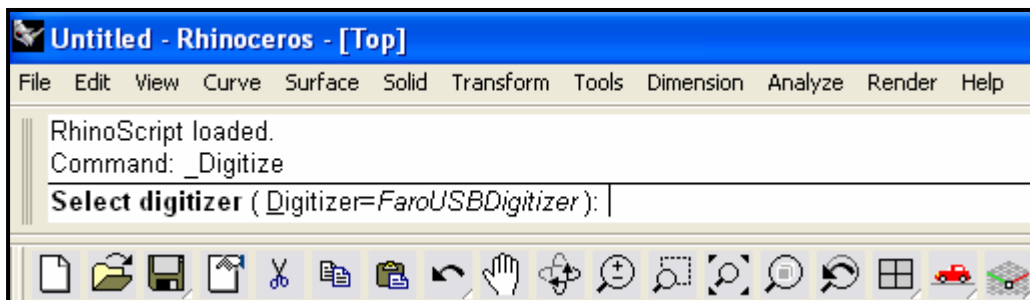 Untitled - Rhinoceros - [Top]
File Edit View Curve Surface Solid Transform Tools Dimension Analyze Render Help
RhinoScript loaded.
Command: _Digitize
Select digitizer ( Digitizer=FaroUSBDigitizer ):